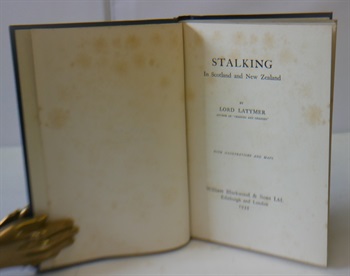 STALKING
In Scotland and New Zealand
BY
LORD LATYMER
WITH ILLUSTRATIONS AND MAPS
William Blackwood & Sons Ltd.
Edinburgh and London
1935